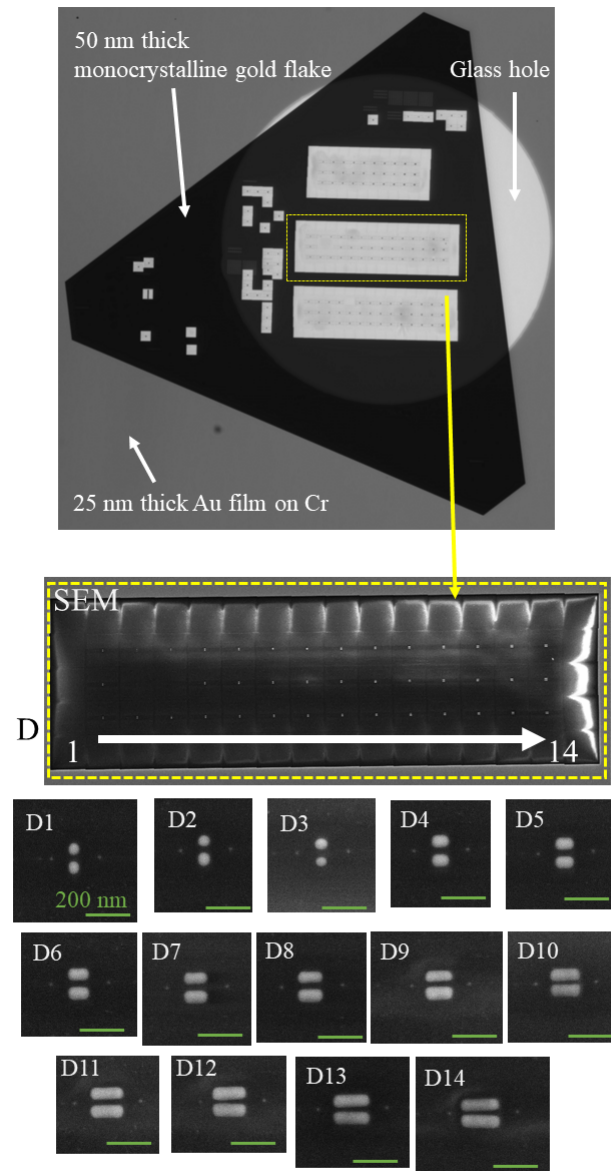 50 nm thick
monocrystalline gold flake
Glass hole
25 nm thick Au film on Cr
SEM
D
1
14
D1
200 nm
D2
D3
D4
D5
D6
D7
D8
D9
D10
D11
D12
D13
D14